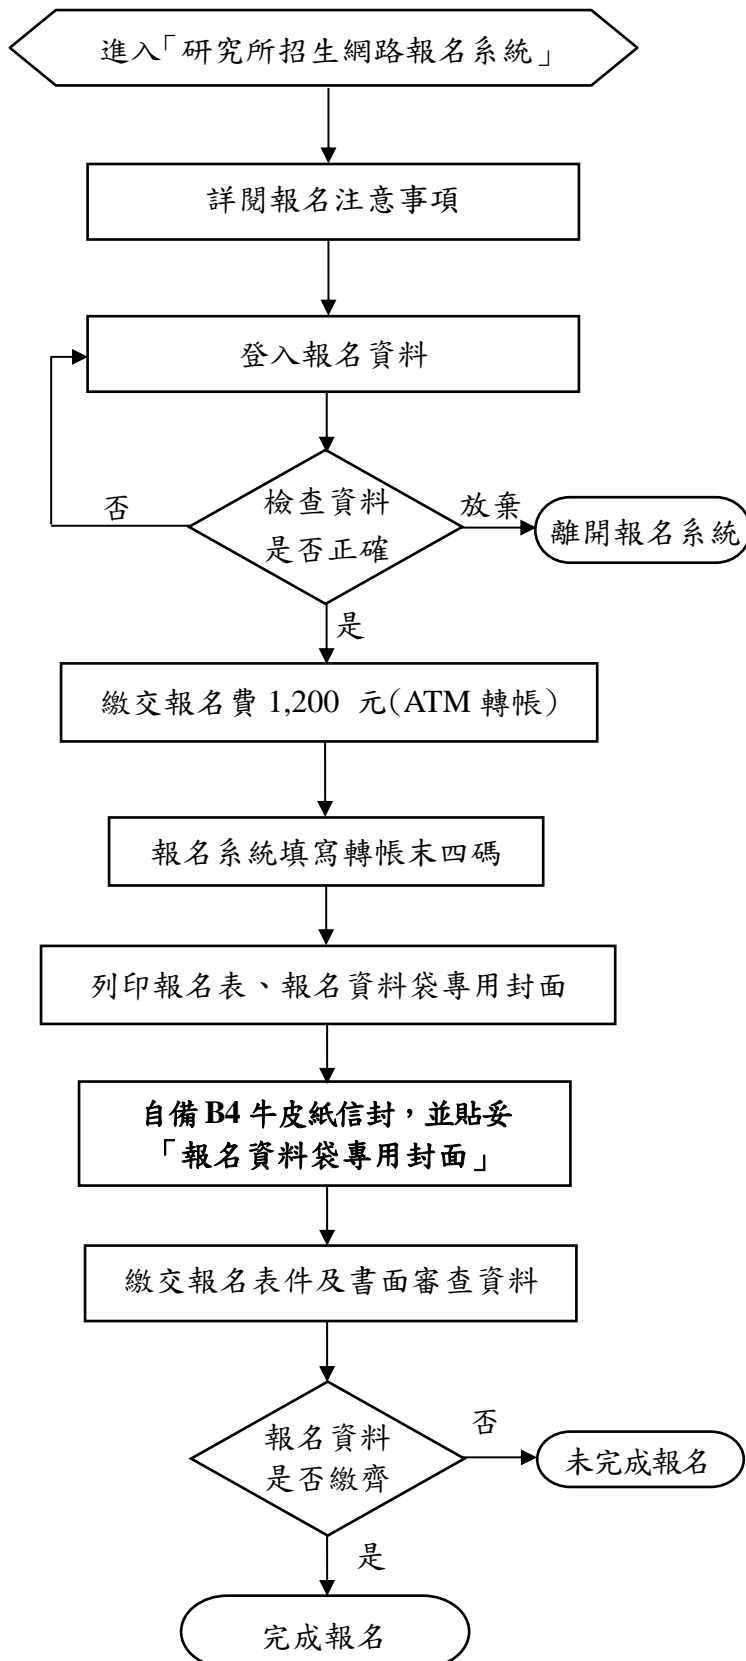 進入「研究所招生網路報名系統」
詳閱報名注意事項
登入報名資料
檢查資料
是否正確
否
放棄
離開報名系統
是
繳交報名費 1,200 元(ATM 轉帳)
報名系統填寫轉帳末四碼
列印報名表、報名資料袋專用封面
自備 B4 牛皮紙信封，並貼妥
「報名資料袋專用封面」
繳交報名表件及書面審查資料
報名資料
是否繳齊
否
未完成報名
是
完成報名